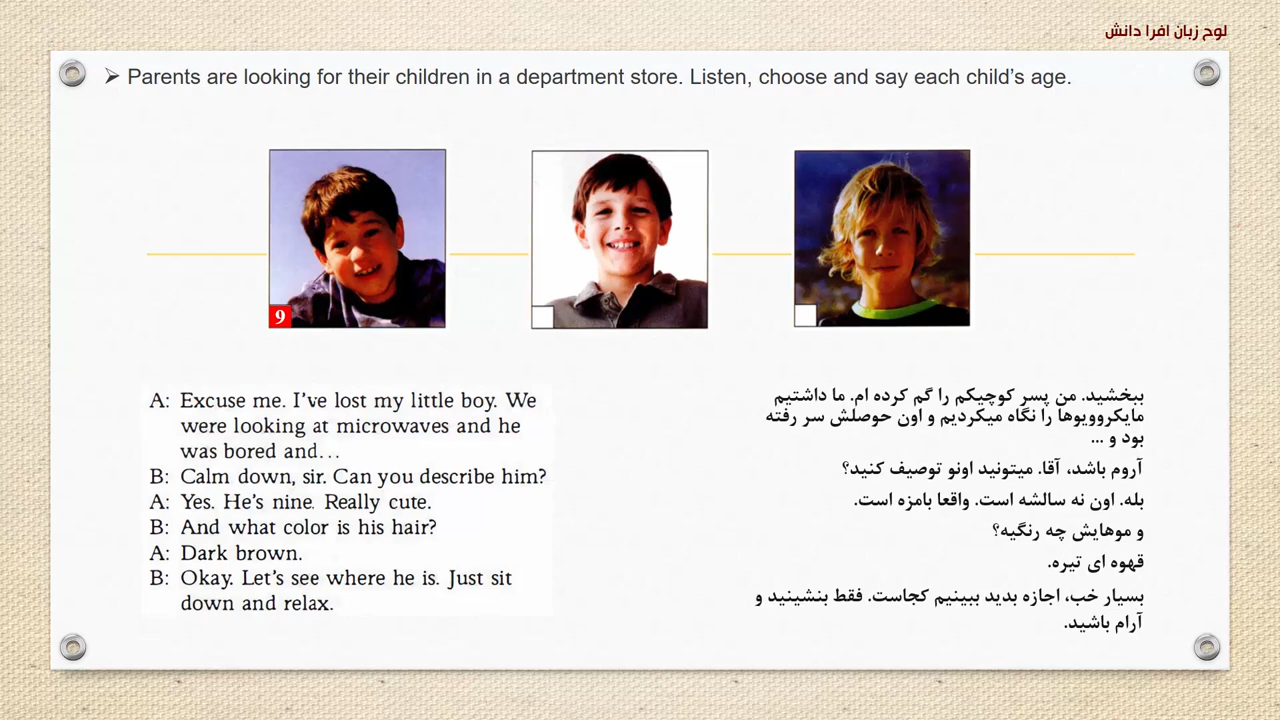 لوح زبان افرا دانش
➢ Parents are looking for their children in a department store. Listen, choose and say each child’s age.
9
A: Excuse me. I’ve lost my little boy. We
were looking at microwaves and he
was bored and...
B: Calm down, sir. Can you describe him?
A: Yes. He’s nine. Really cute.
B: And what color is his hair?
A: Dark brown.
B: Okay. Let’s see where he is. Just sit
down and relax.
ببخشید. من پسر کوچیکم را گم کرده ام. ما داشتیم
مایکروویوها را نگاه میکردیم و اون حوصلش سر رفته
بود و ...
آروم باشد، آقا. میتونید اونو توصیف کنید؟
بله. اون نه سالشه است. واقعا بامزه است.
و موهایش چه رنگیه؟
قهوه ای تیره.
بسیار خب، اجازه بدید ببینیم کجاست. فقط بنشینید و
آرام باشید.